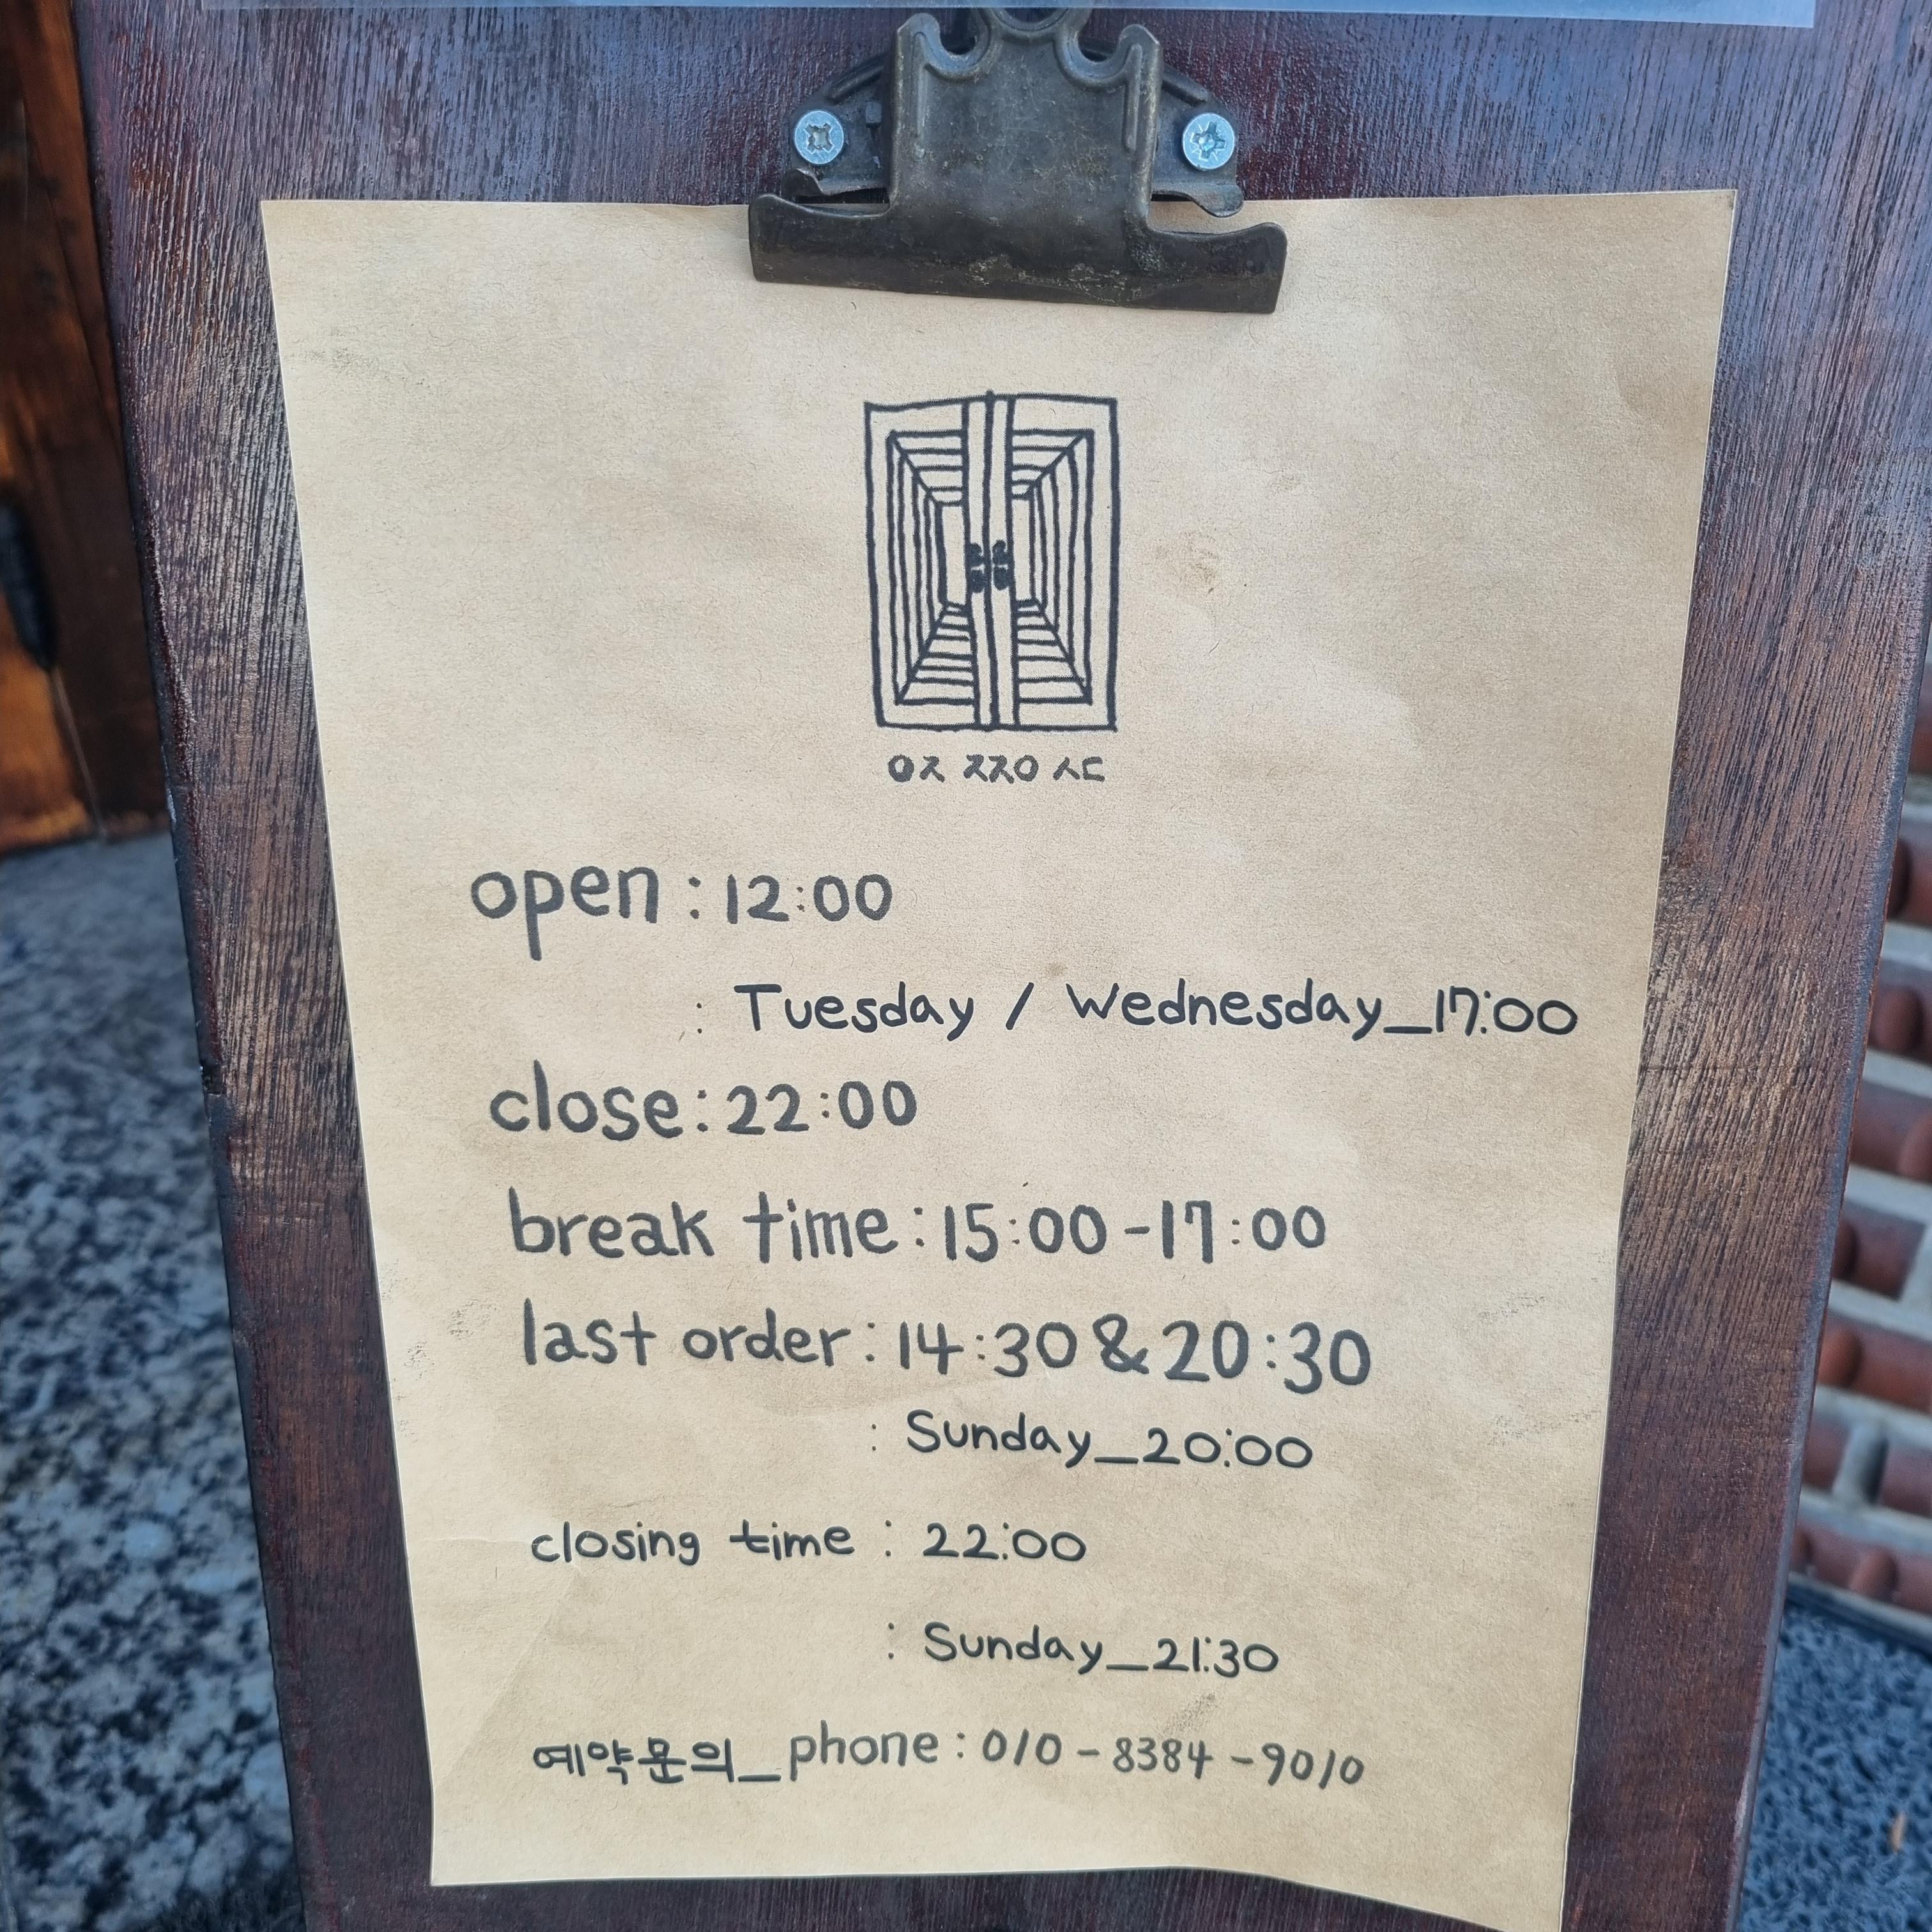 ㅇㅈ ㅈㅈㅇ ㅅㄷ
open : 12:00
: Tuesday / Wednesday_17:00
close : 22:00
break time : 15:00-17:00
last order : 14:30 & 20:30
: Sunday_20:00
closing time : 22:00
: Sunday_21:30
예약문의_phone : 010-8384-9010